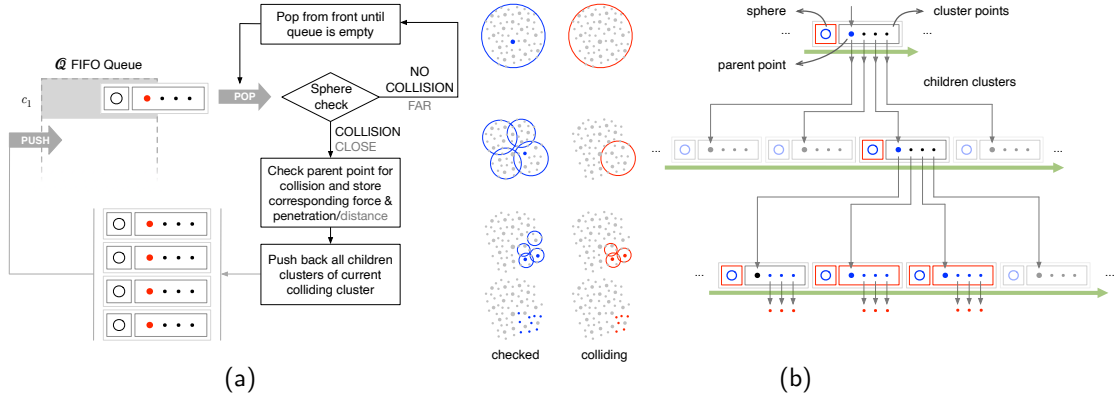 Pop from front until
queue is empty
Q FIFO Queue
c1
POP
PUSH
Sphere
check
NO
COLLISION
FAR
COLLISION
CLOSE
Check parent point for
collision and store
corresponding force &
penetration/distance
Push back all children
clusters of current
colliding cluster
checked
colliding
(a)
sphere
cluster points
...
...
parent point
children clusters
...
...
...
...
(b)